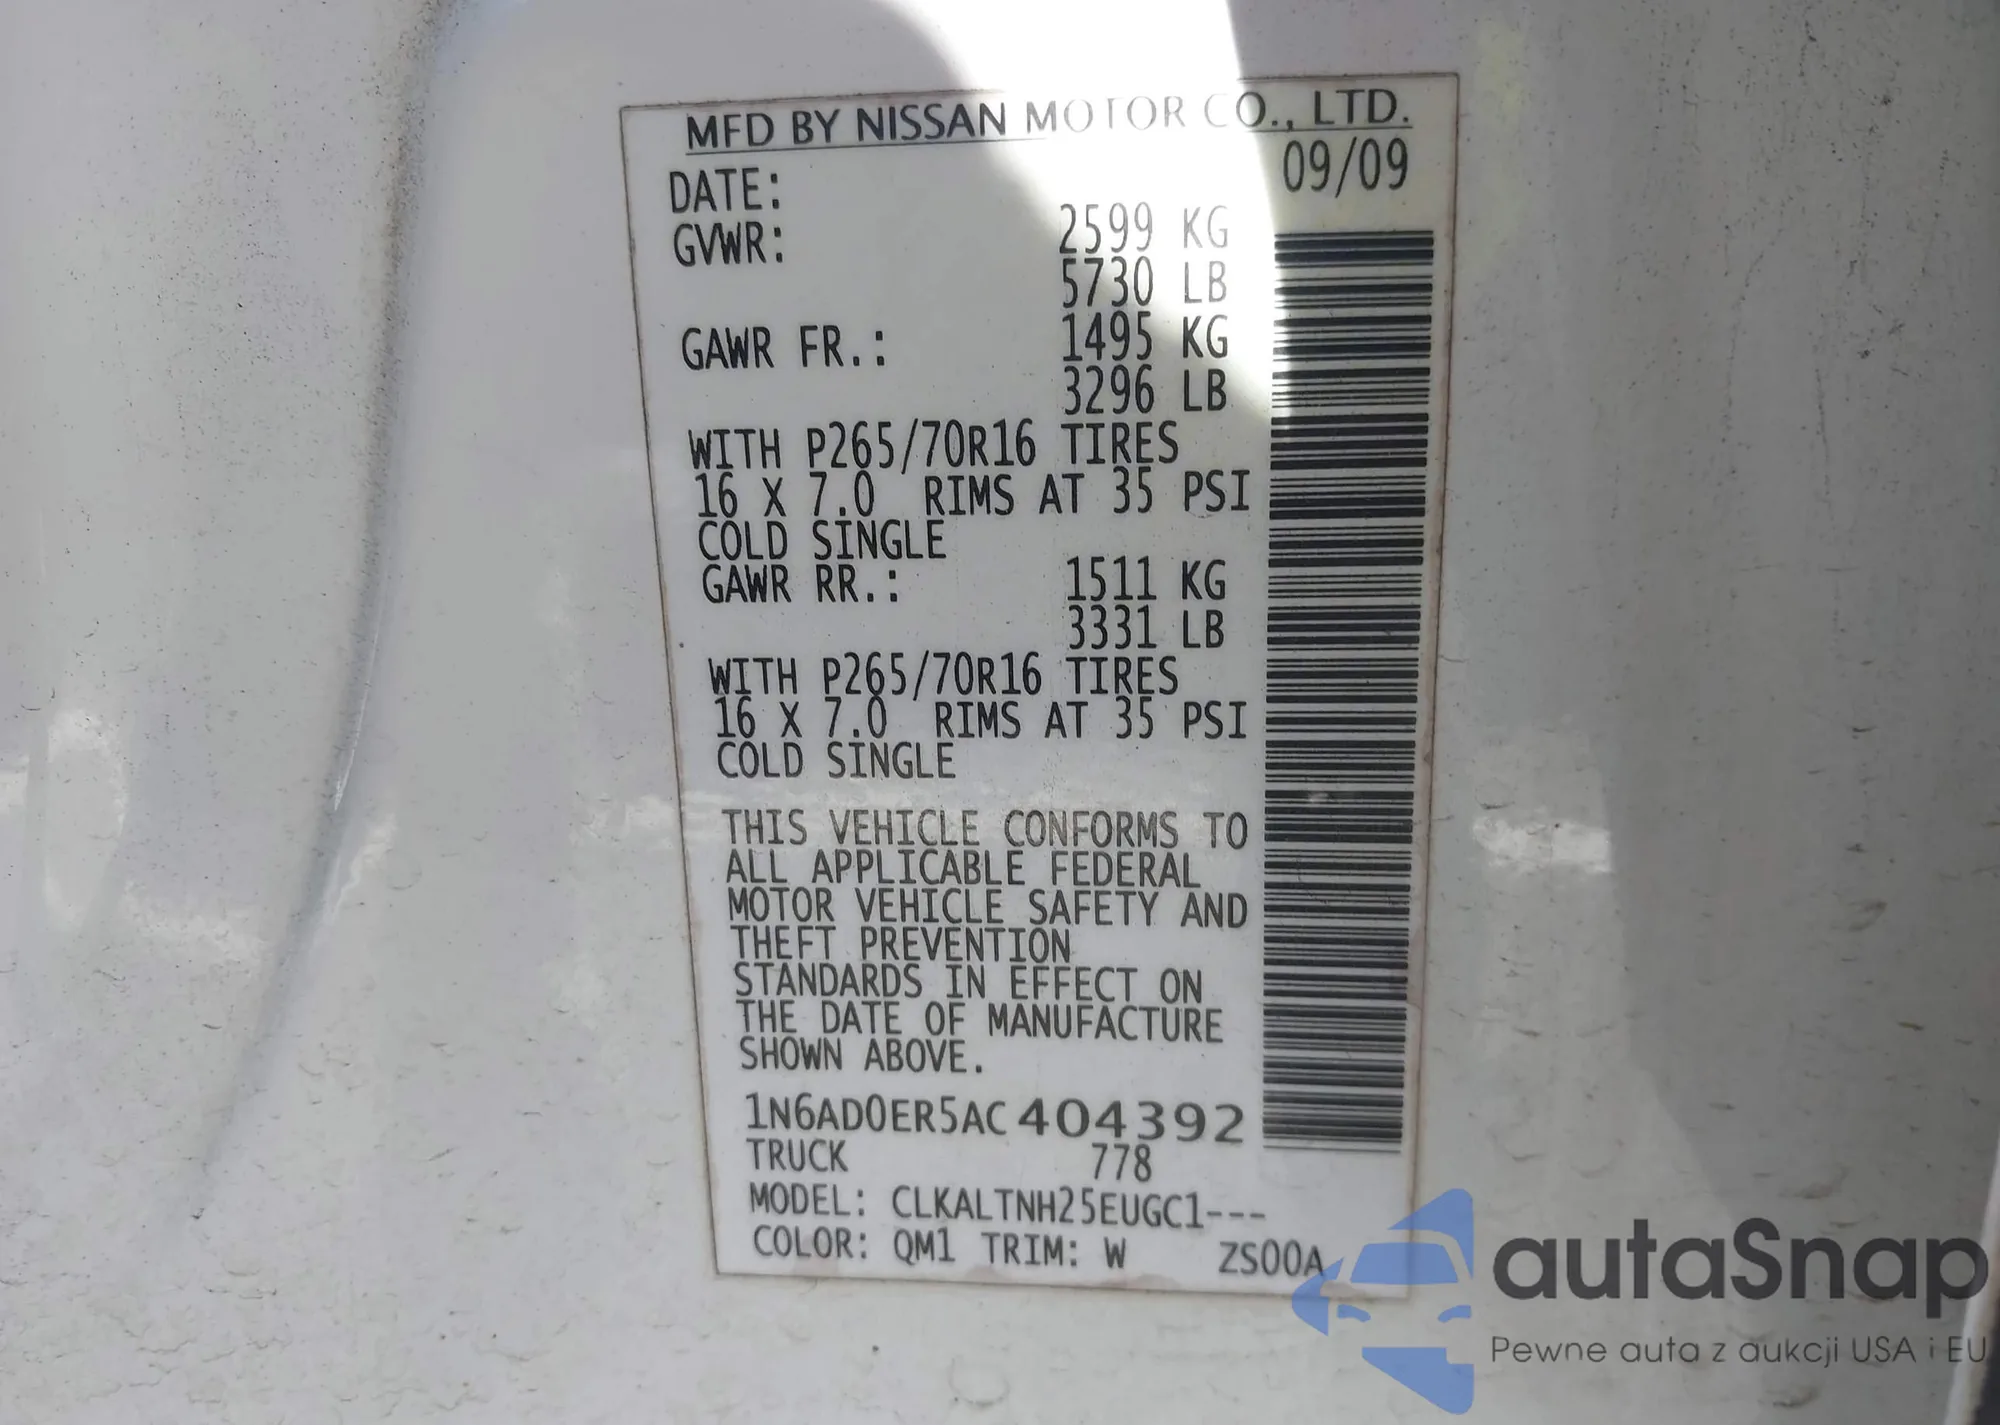 MFD BY NISSAN MOTOR CO., LTD.
DATE: 09/09
GVWR: 2599 KG
5730 LB
GAWR FR.: 1495 KG
3296 LB
WITH P265/70R16 TIRES
16 X 7.0 RIMS AT 35 PSI
COLD SINGLE
GAWR RR.: 1511 KG
3331 LB
WITH P265/70R16 TIRES
16 X 7.0 RIMS AT 35 PSI
COLD SINGLE
THIS VEHICLE CONFORMS TO
ALL APPLICABLE FEDERAL
MOTOR VEHICLE SAFETY AND
THEFT PREVENTION
STANDARDS IN EFFECT ON
THE DATE OF MANUFACTURE
SHOWN ABOVE.
1N6AD0ER5AC404392
TRUCK 778
MODEL: CLKALTNH25EUGC1---
COLOR: QM1 TRIM: W ZS00A
autaSnap
Pewne auta z aukcji USA i EU